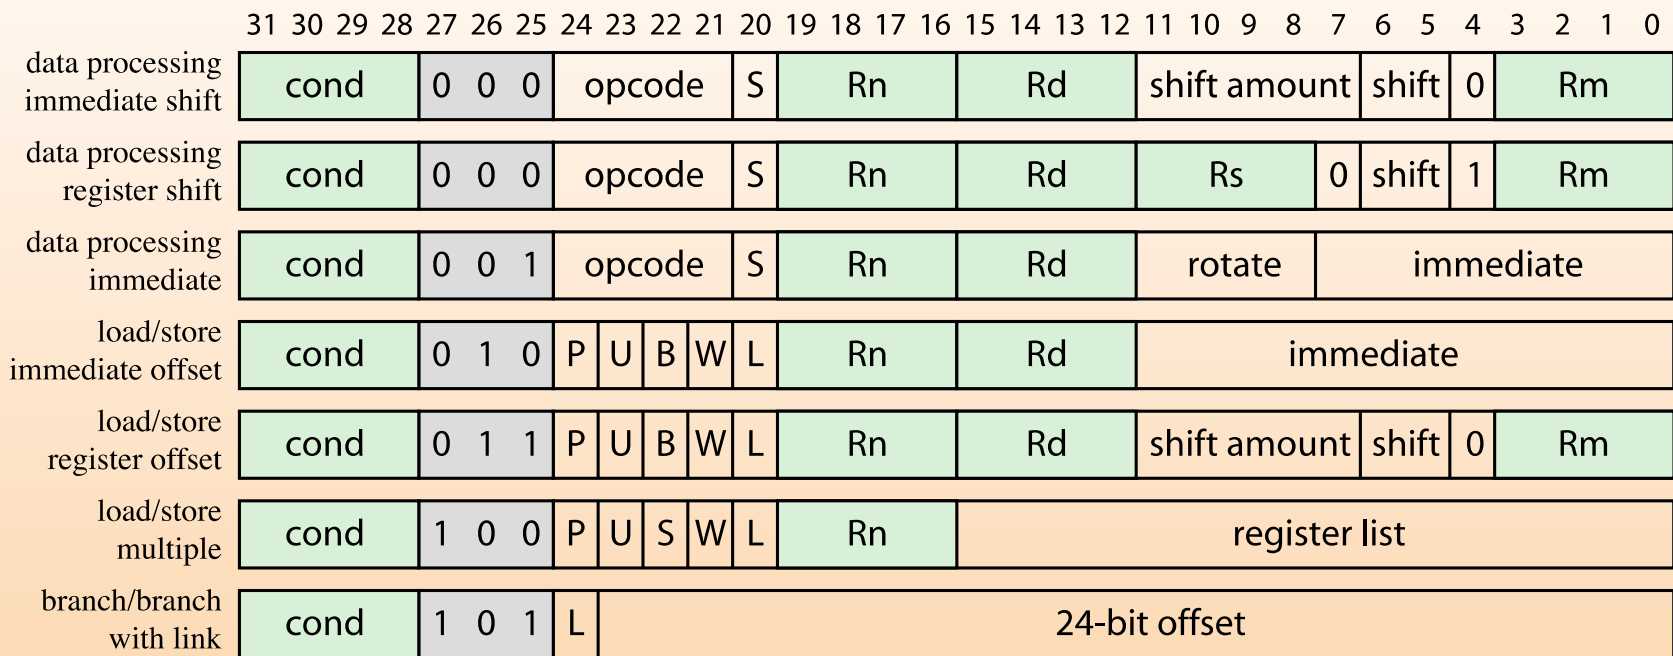 31 30 29 28 27 26 25 24 23 22 21 20 19 18 17 16 15 14 13 12 11 10 9 8 7 6 5 4 3 2 1 0
data processing
immediate shift
cond 0 0 0 opcode S Rn Rd shift amount shift 0 Rm
data processing
register shift
cond 0 0 0 opcode S Rn Rd Rs 0 shift 1 Rm
data processing
immediate
cond 0 0 1 opcode S Rn Rd rotate immediate
load/store
immediate offset
cond 0 1 0 P U B W L Rn Rd immediate
load/store
register offset
cond 0 1 1 P U B W L Rn Rd shift amount shift 0 Rm
load/store
multiple
cond 1 0 0 P U S W L Rn register list
branch/branch
with link
cond 1 0 1 L 24-bit offset